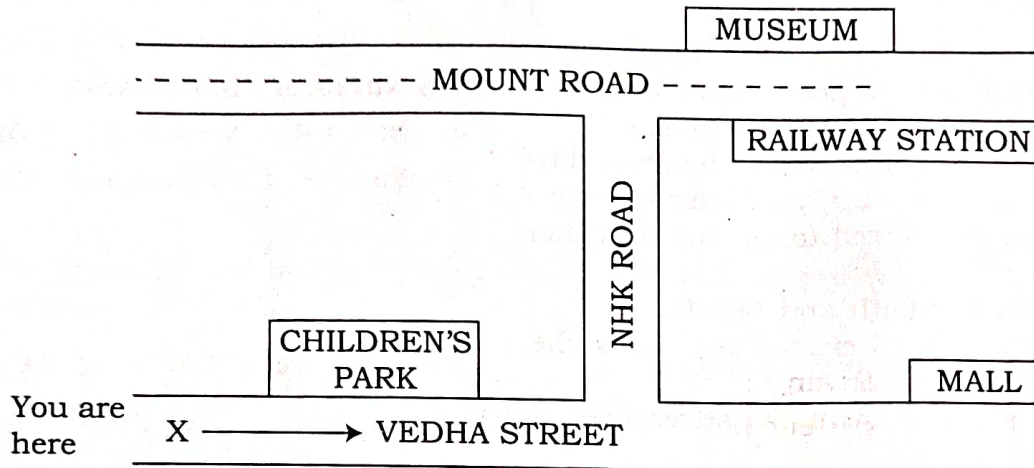 MUSEUM
MOUNT ROAD
RAILWAY STATION
NHK ROAD
CHILDREN'S
PARK
MALL
You are
here
X
VEDHA STREET